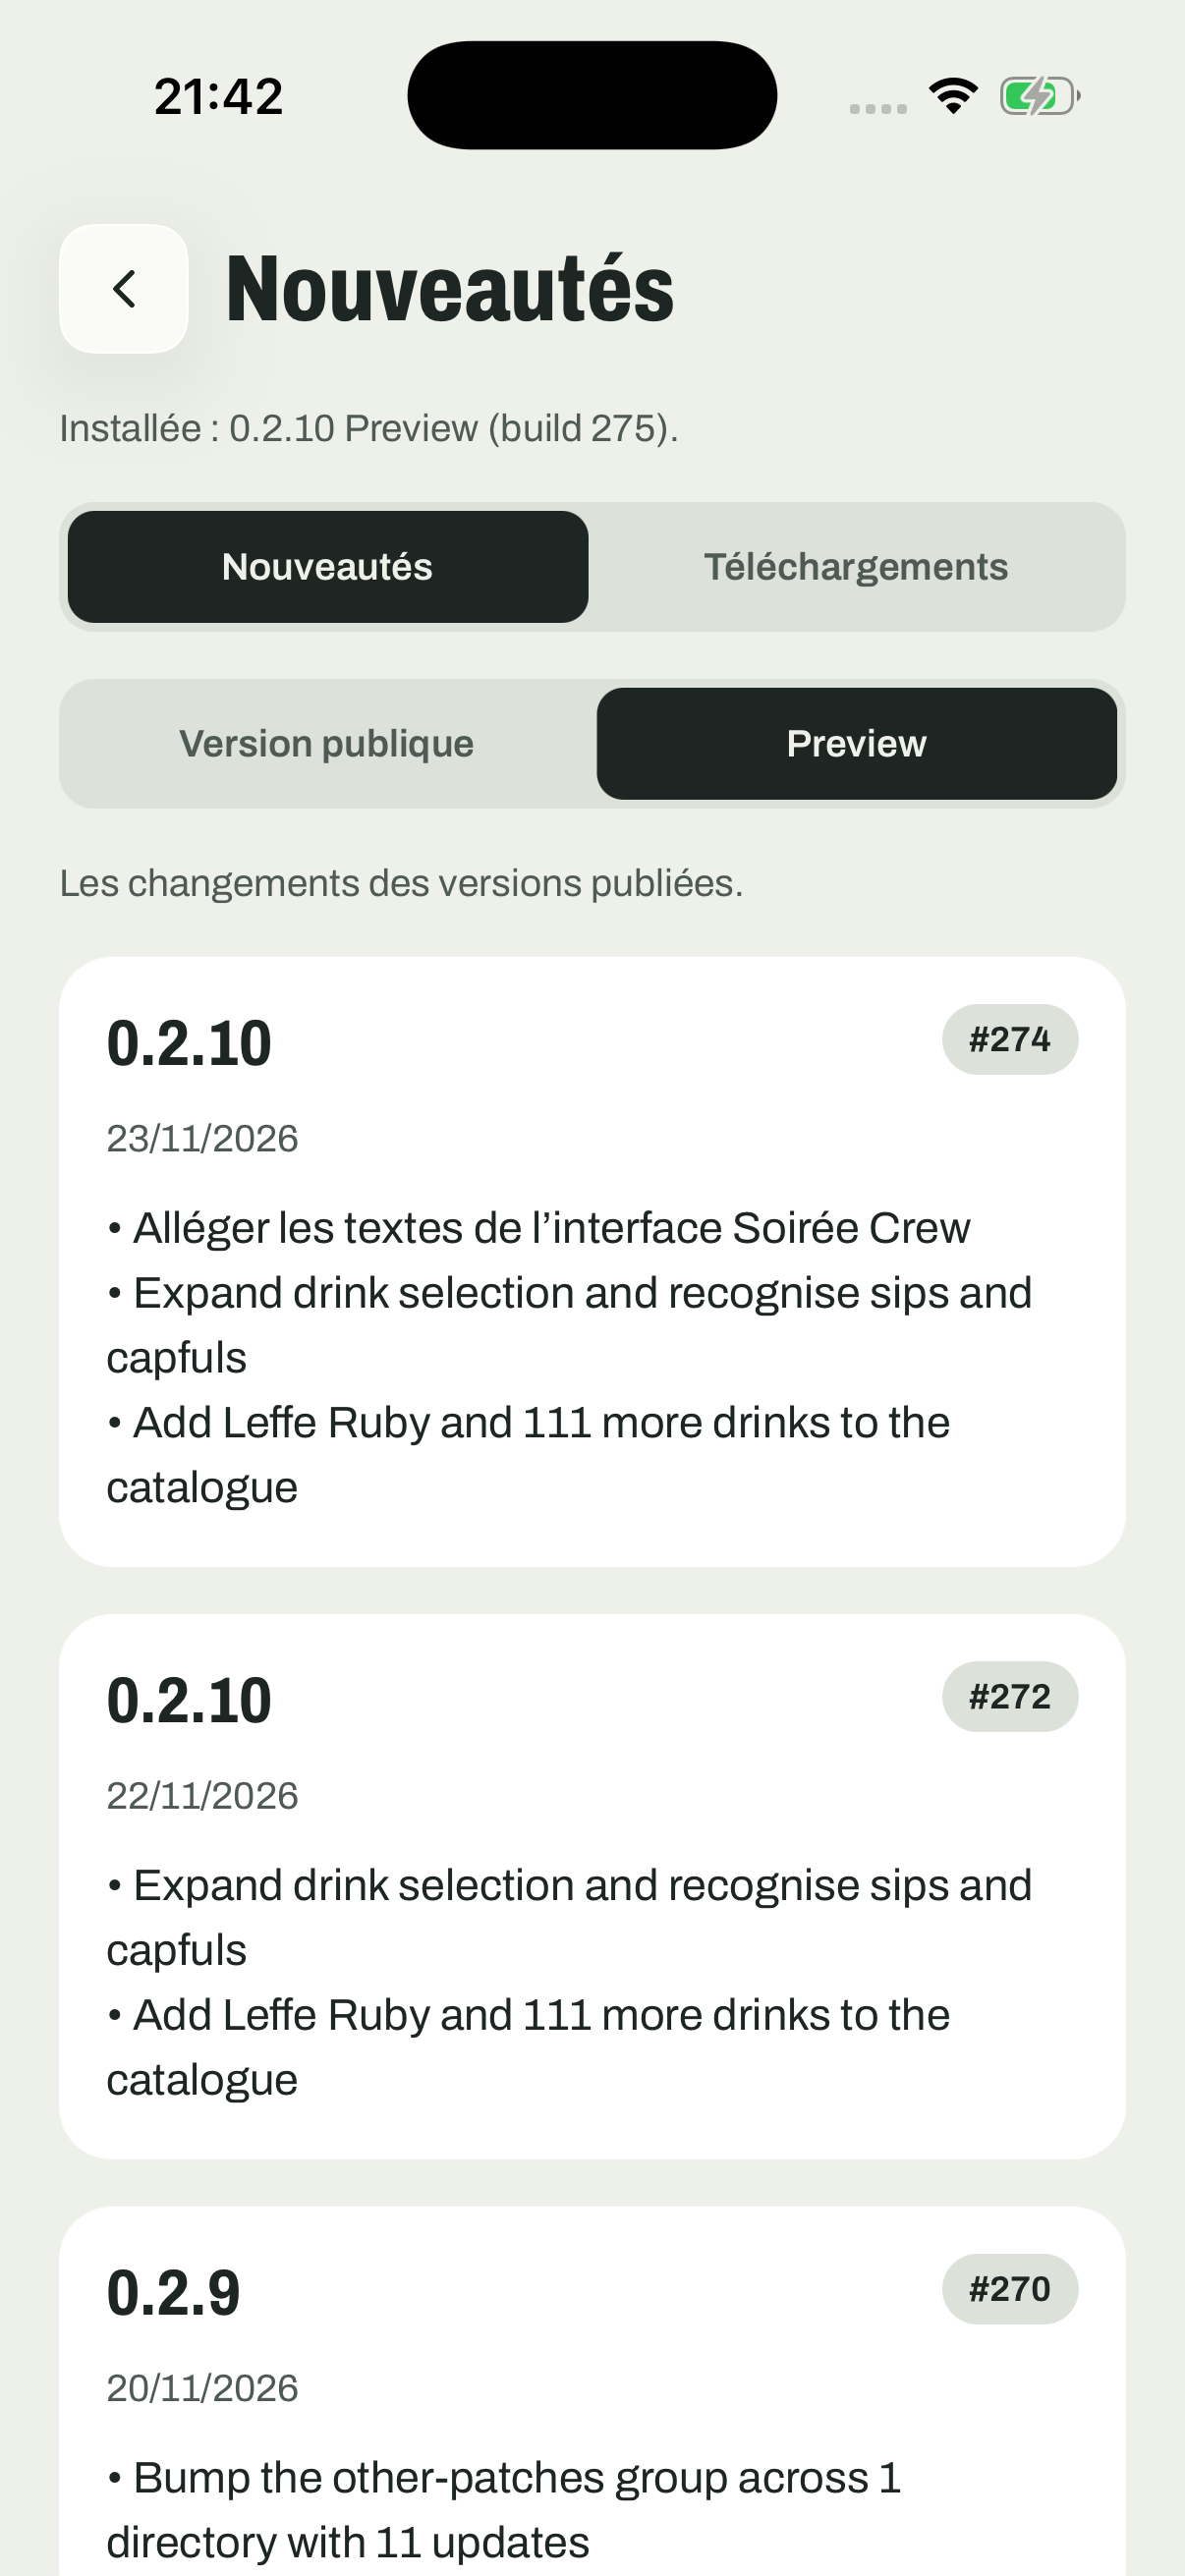 21:42
Nouveautés
Installée : 0.2.10 Preview (build 275).
Nouveautés
Téléchargements
Version publique
Preview
Les changements des versions publiées.
0.2.10
#274
23/11/2026
• Alléger les textes de l’interface Soirée Crew
• Expand drink selection and recognise sips and
capfuls
• Add Leffe Ruby and 111 more drinks to the
catalogue
0.2.10
#272
22/11/2026
• Expand drink selection and recognise sips and
capfuls
• Add Leffe Ruby and 111 more drinks to the
catalogue
0.2.9
#270
20/11/2026
• Bump the other-patches group across 1
directory with 11 updates